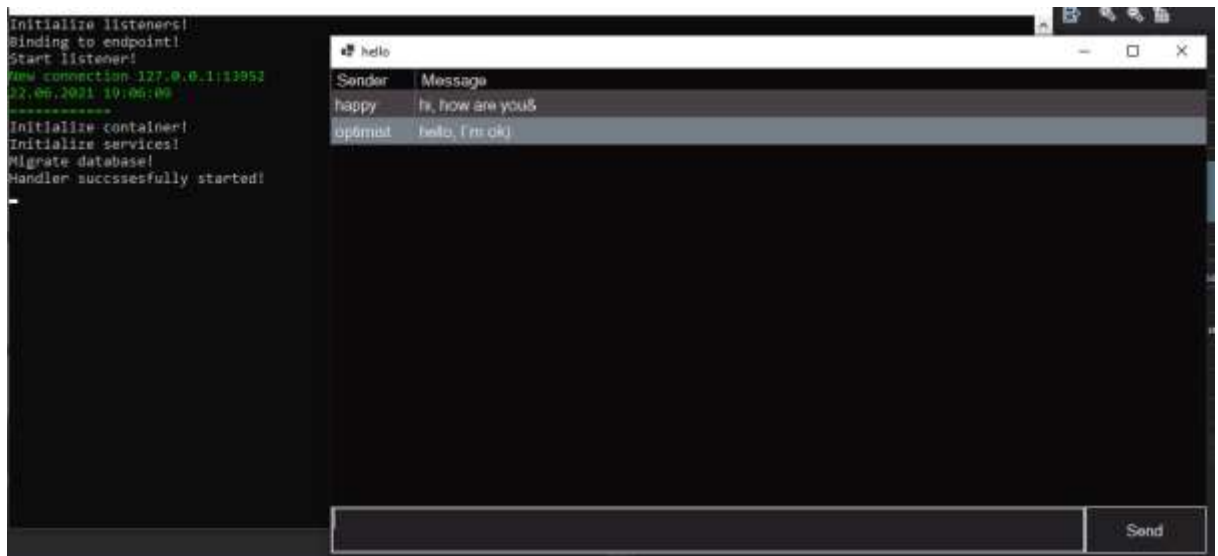 Initialize listeners!
Binding to endpoint!
Start listener!
New connection 127.0.0.1:13952
22.06.2021 19:06:09
------------
Initialize container!
Initialize services!
Migrate database!
Handler succssesfully started!
hello
Sender Message
happy hi, how are you&
optimist hello, I'm ok)
Send